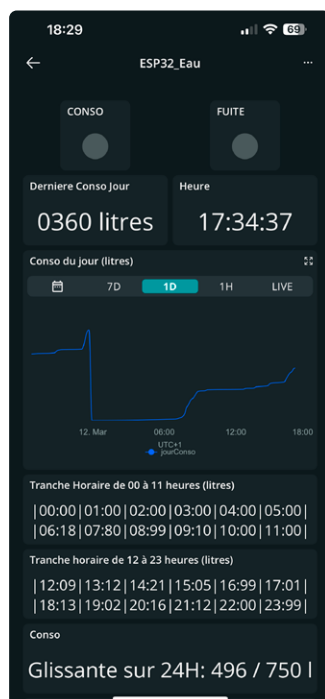 18:29
69
ESP32_Eau
CONSO
FUITE
Derniere Conso Jour
Heure
0360 litres
17:34:37
Conso du jour (litres)
7D
1D
1H
LIVE
12. Mar
06:00
12:00
18:00
UTC+1
jourConso
Tranche Horaire de 00 à 11 heures (litres)
|00:00|01:00|02:00|03:00|04:00|05:00|
|06:18|07:80|08:99|09:10|10:00|11:00|
Tranche horaire de 12 à 23 heures (litres)
|12:09|13:12|14:21|15:05|16:99|17:01|
|18:13|19:02|20:16|21:12|22:00|23:99|
Conso
Glissante sur 24H: 496 / 750 l